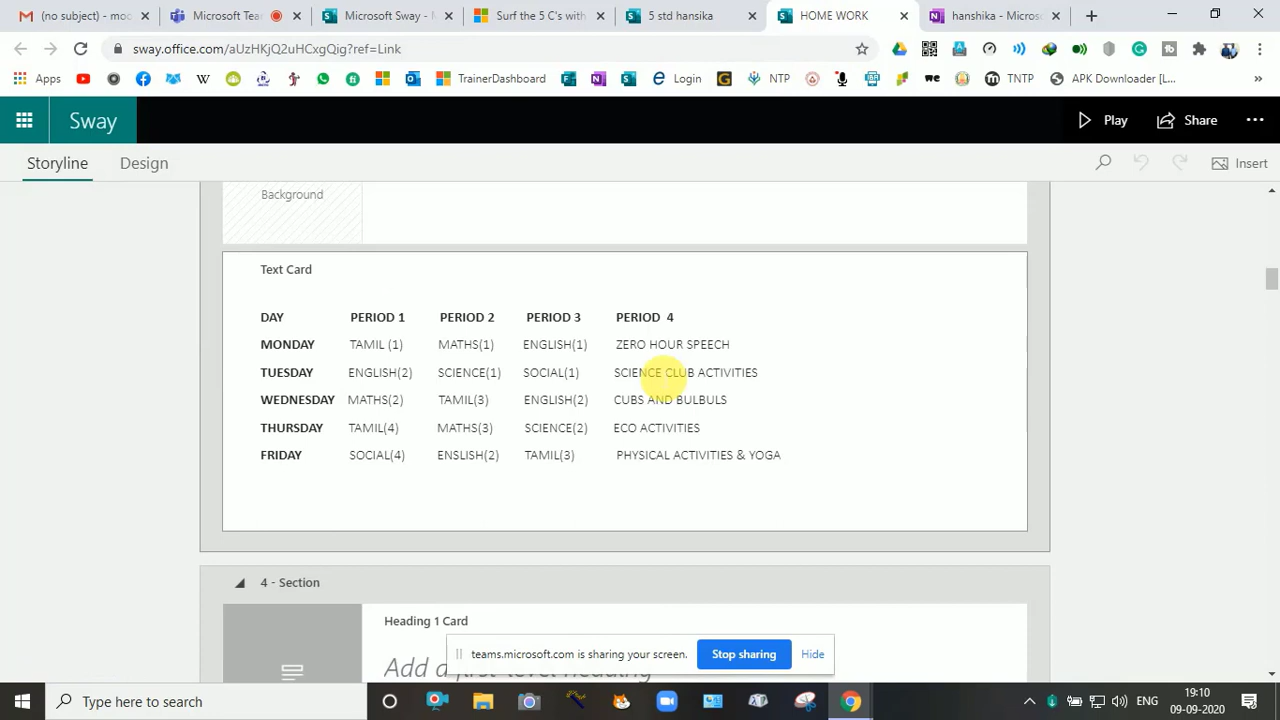 (no subject) - moc
Microsoft Tea
Microsoft Sway - M
Surf the 5 C's with
5 std hansika
HOME WORK
hanshika - Micros
sway.office.com/aUzHKjQ2uHCxgQig?ref=Link
Apps
TrainerDashboard
Login
NTP
TNTP
APK Downloader [L...
Sway
Play
Share
Storyline
Design
Insert
Background
Text Card
DAY PERIOD 1 PERIOD 2 PERIOD 3 PERIOD 4
MONDAY TAMIL (1) MATHS(1) ENGLISH(1) ZERO HOUR SPEECH
TUESDAY ENGLISH(2) SCIENCE(1) SOCIAL(1) SCIENCE CLUB ACTIVITIES
WEDNESDAY MATHS(2) TAMIL(3) ENGLISH(2) CUBS AND BULBULS
THURSDAY TAMIL(4) MATHS(3) SCIENCE(2) ECO ACTIVITIES
FRIDAY SOCIAL(4) ENSLISH(2) TAMIL(3) PHYSICAL ACTIVITIES & YOGA
4 - Section
Heading 1 Card
Add a first-level heading
teams.microsoft.com is sharing your screen.
Stop sharing
Hide
Type here to search
ENG
19:10
09-09-2020